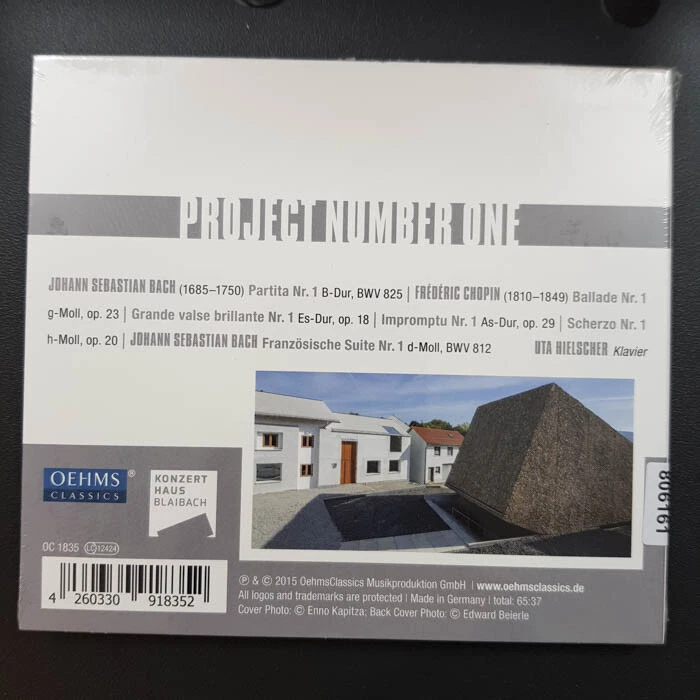 PROJECT NUMBER ONE
JOHANN SEBASTIAN BACH (1685–1750) Partita Nr. 1 B-Dur, BWV 825 | FRÉDÉRIC CHOPIN (1810–1849) Ballade Nr. 1
g-Moll, op. 23 | Grande valse brillante Nr. 1 Es-Dur, op. 18 | Impromptu Nr. 1 As-Dur, op. 29 | Scherzo Nr. 1
h-Moll, op. 20 | JOHANN SEBASTIAN BACH Französische Suite Nr. 1 d-Moll, BWV 812
UTA HIELSCHER Klavier
OEHMS®
CLASSICS
KONZERT
HAUS
BLAIBACH
OC 1835 LC 12424
4 260330 918352
℗ & © 2015 OehmsClassics Musikproduktion GmbH | www.oehmsclassics.de
All logos and trademarks are protected | Made in Germany | total: 65:37
Cover Photo: © Enno Kapitza; Back Cover Photo: © Edward Beierle
806161